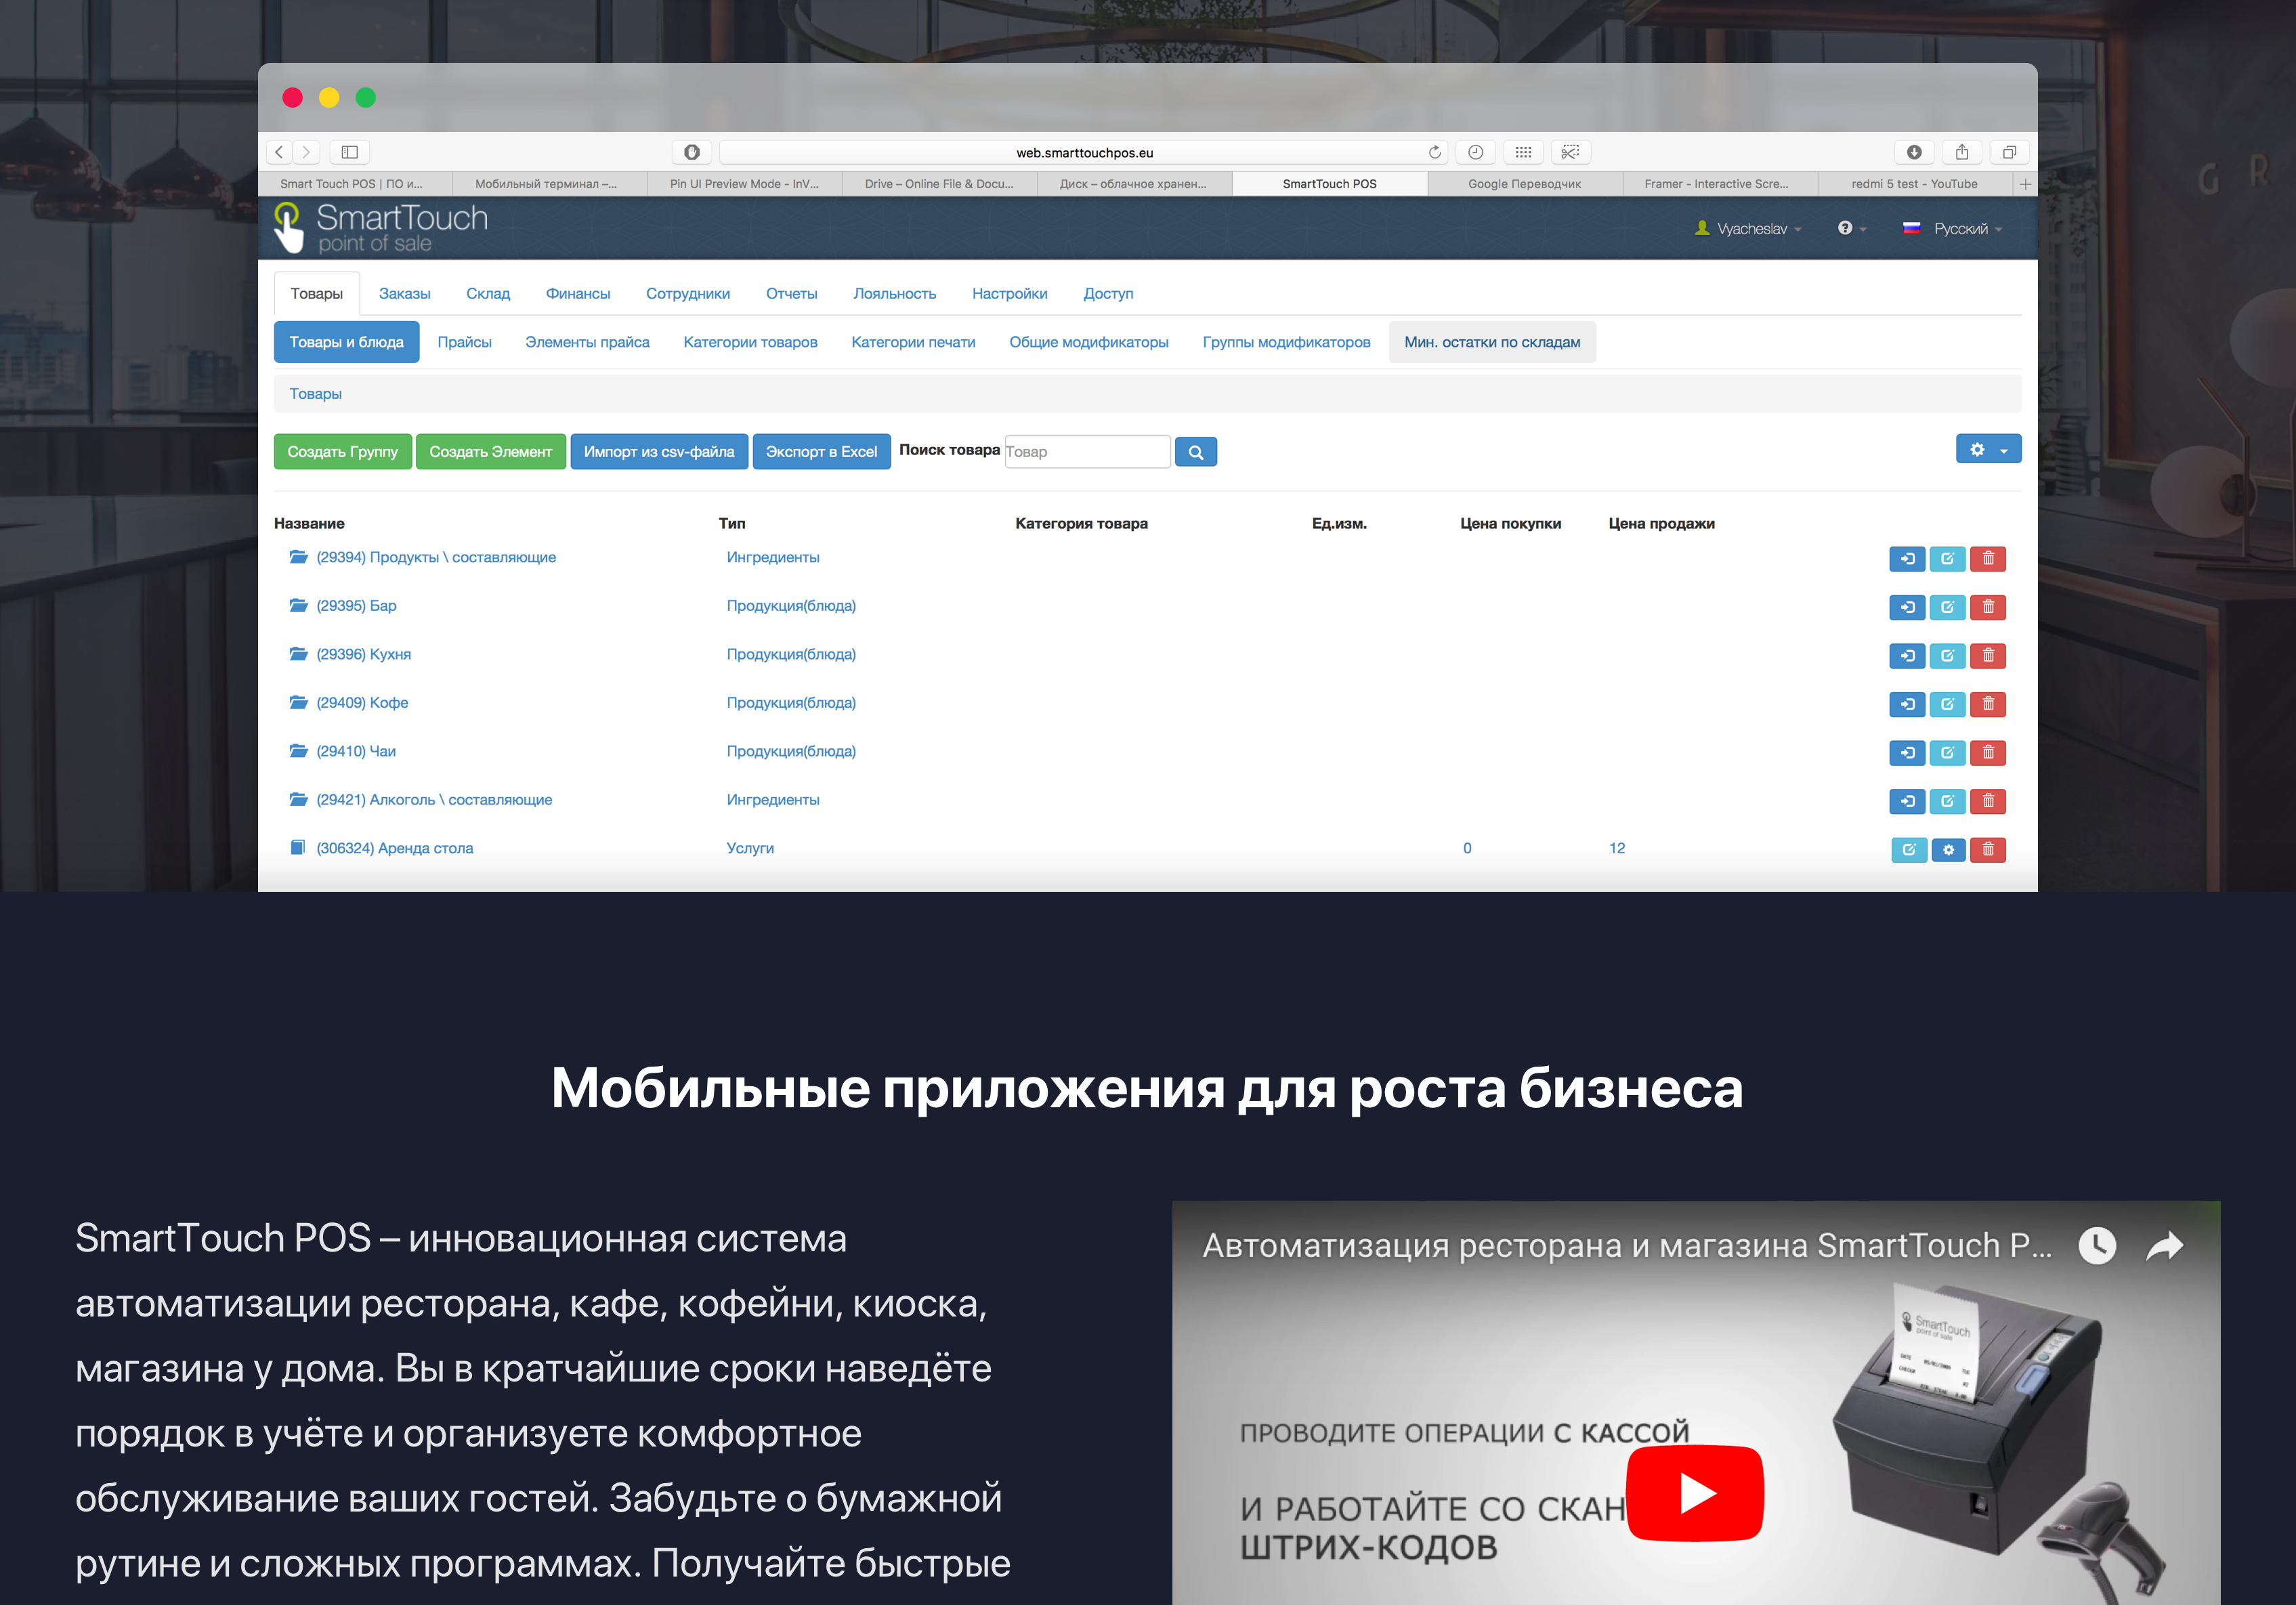 web.smarttouchpos.eu
Smart Touch POS | ПО и...
Мобильный терминал –...
Pin UI Preview Mode - InV...
Drive – Online File & Docu...
Диск – облачное хранен...
SmartTouch POS
Google Переводчик
Framer - Interactive Scre...
redmi 5 test - YouTube
SmartTouch
point of sale
Vyacheslav
Русский
Товары Заказы Склад Финансы Сотрудники Отчеты Лояльность Настройки Доступ
Товары и блюда Прайсы Элементы прайса Категории товаров Категории печати Общие модификаторы Группы модификаторов Мин. остатки по складам
Товары
Создать Группу Создать Элемент Импорт из csv-файла Экспорт в Excel Поиск товара Товар
Название Тип Категория товара Ед.изм. Цена покупки Цена продажи
(29394) Продукты \ составляющие Ингредиенты
(29395) Бар Продукция(блюда)
(29396) Кухня Продукция(блюда)
(29409) Кофе Продукция(блюда)
(29410) Чаи Продукция(блюда)
(29421) Алкоголь \ составляющие Ингредиенты
(306324) Аренда стола Услуги 0 12
G R
Мобильные приложения для роста бизнеса
SmartTouch POS – инновационная система
автоматизации ресторана, кафе, кофейни, киоска,
магазина у дома. Вы в кратчайшие сроки наведёте
порядок в учёте и организуете комфортное
обслуживание ваших гостей. Забудьте о бумажной
рутине и сложных программах. Получайте быстрые
Автоматизация ресторана и магазина SmartTouch P...
SmartTouch
point of sale
ПРОВОДИТЕ ОПЕРАЦИИ С КАССОЙ
И РАБОТАЙТЕ СО СКАН
ШТРИХ-КОДОВ